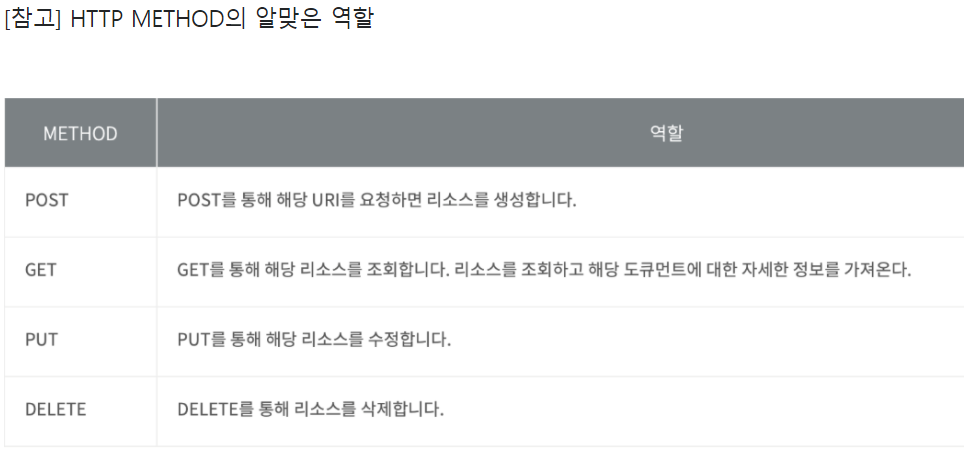 [참고] HTTP METHOD의 알맞은 역할
METHOD 역할
POST POST를 통해 해당 URI를 요청하면 리소스를 생성합니다.
GET GET를 통해 해당 리소스를 조회합니다. 리소스를 조회하고 해당 도큐먼트에 대한 자세한 정보를 가져온다.
PUT PUT를 통해 해당 리소스를 수정합니다.
DELETE DELETE를 통해 리소스를 삭제합니다.